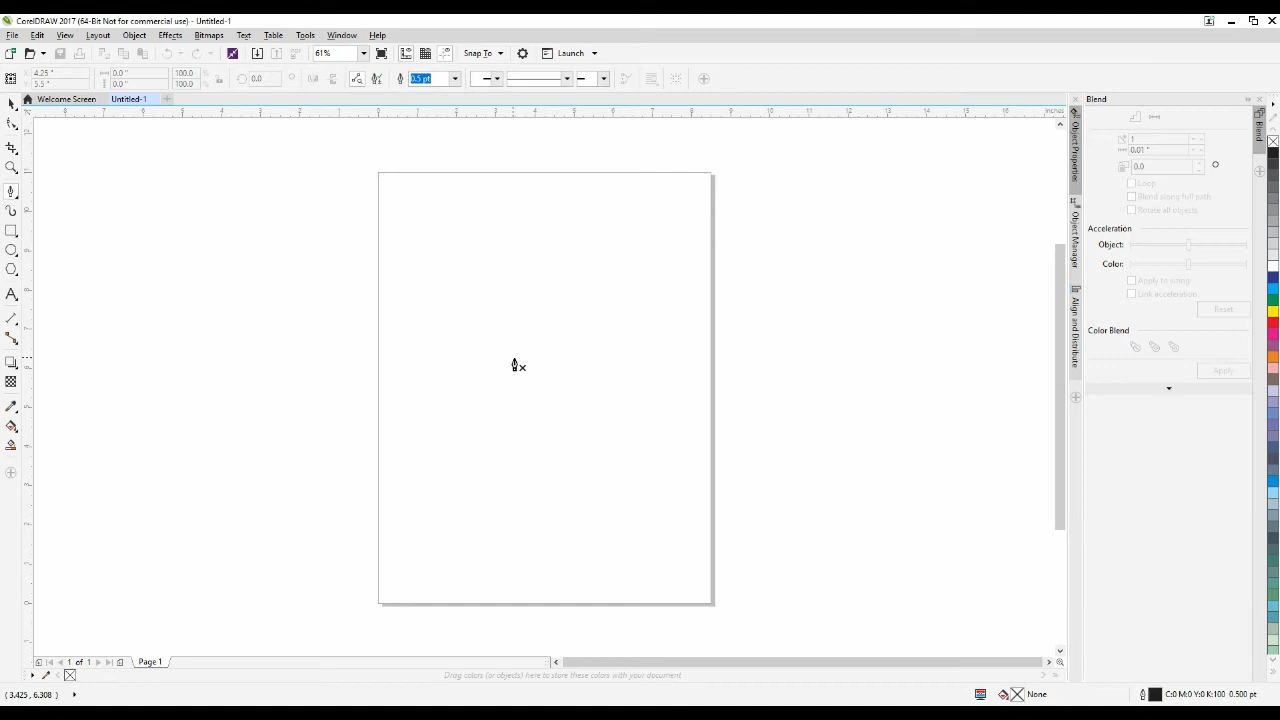 CorelDRAW 2017 (64-Bit Not for commercial use) - Untitled-1
File Edit View Layout Object Effects Bitmaps Text Table Tools Window Help
61% Snap To Launch
4.25 " 0.0 " 100.0 0.0 0.5 pt
5.5 " 0.0 " 100.0
Welcome Screen Untitled-1
Blend
inches
1
0.01 "
0.0
Loop
Blend along full path
Rotate all objects
Acceleration
Object:
Color:
Apply to sizing
Link acceleration
Reset
Color Blend
Apply
Object Properties
Object Manager
Align and Distribute
Blend
1 of 1 Page 1
Drag colors (or objects) here to store these colors with your document
( 3.425 , 6.308 ) None C:0 M:0 Y:0 K:100 0.500 pt